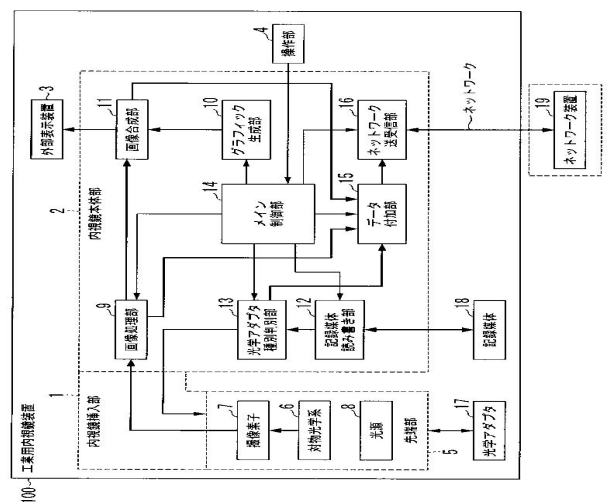 100
工業用内視鏡装置
1
内視鏡挿入部
2
内視鏡本体部
外部表示装置
3
9
画像処理部
11
画像合成部
10
グラフィック
生成部
操作部
4
14
メイン
制御部
7
撮像素子
13
光学アダプタ
種別判別部
16
ネットワーク
送受信部
6
対物光学系
12
記録媒体
読み書き部
15
データ
付加部
8
光源
先端部
5
ネットワーク
17
光学アダプタ
18
記録媒体
19
ネットワーク装置